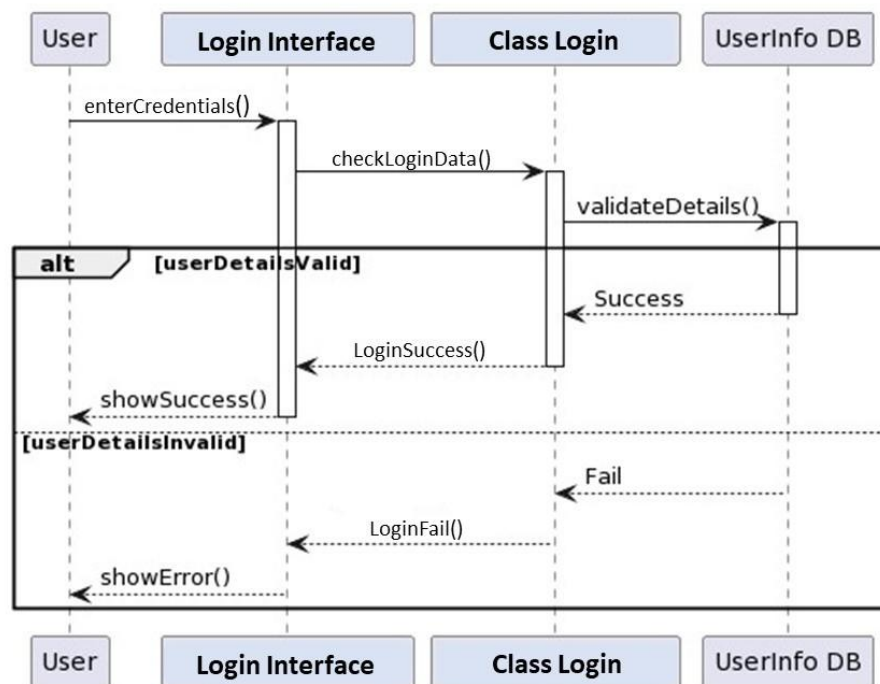 User
Login Interface
Class Login
UserInfo DB
enterCredentials()
checkLoginData()
validateDetails()
alt
[userDetailsValid]
Success
LoginSuccess()
showSuccess()
[userDetailsInvalid]
Fail
LoginFail()
showError()
User
Login Interface
Class Login
UserInfo DB